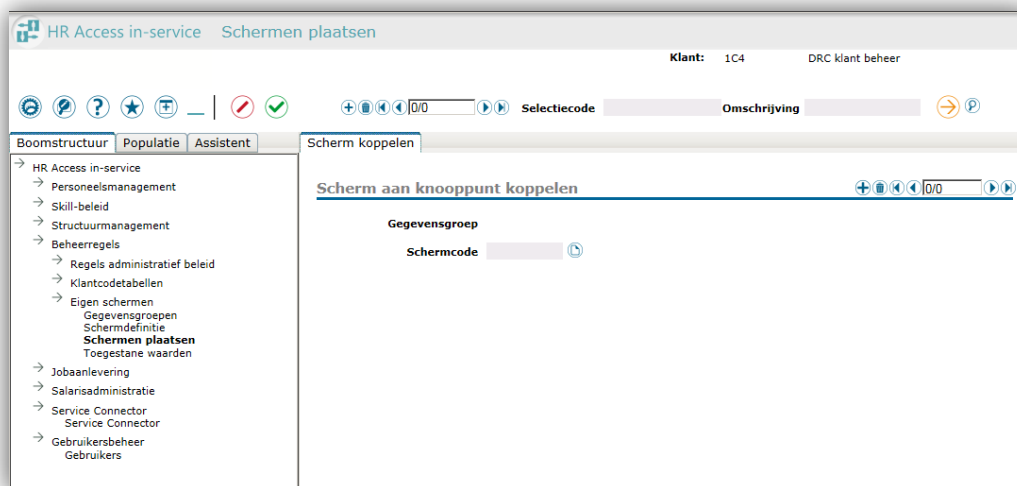 HR Access in-service Schermen plaatsen
Klant: 1C4 DRC klant beheer
0/0 Selectiecode Omschrijving
Boomstructuur Populatie Assistent
Scherm koppelen
HR Access in-service
Personeelsmanagement
Skill-beleid
Structuurmanagement
Beheerregels
Regels administratief beleid
Klantcodetabellen
Eigen schermen
Gegevensgroepen
Schermdefinitie
Schermen plaatsen
Toegestane waarden
Jobaanlevering
Salarisadministratie
Service Connector
Service Connector
Gebruikersbeheer
Gebruikers
Scherm aan knooppunt koppelen 0/0
Gegevensgroep
Schermcode